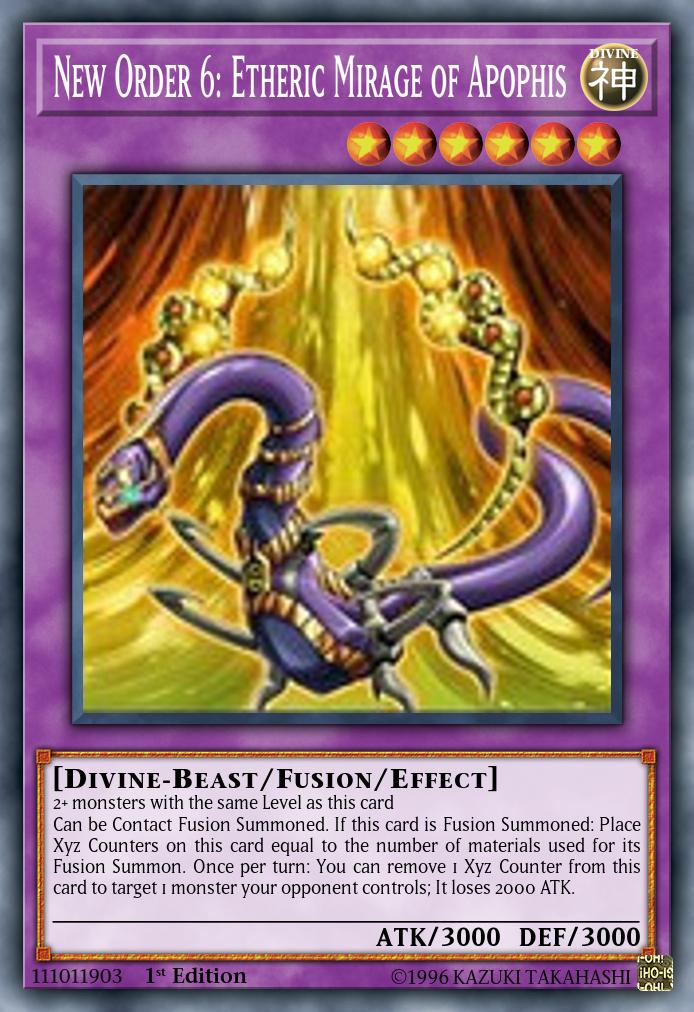 New Order 6: Etheric Mirage of Apophis
DIVINE
神
[Divine-Beast/Fusion/Effect]
2+ monsters with the same Level as this card
Can be Contact Fusion Summoned. If this card is Fusion Summoned: Place
Xyz Counters on this card equal to the number of materials used for its
Fusion Summon. Once per turn: You can remove 1 Xyz Counter from this
card to target 1 monster your opponent controls; It loses 2000 ATK.
ATK/3000 DEF/3000
111011903 1st Edition ©1996 KAZUKI TAKAHASHI